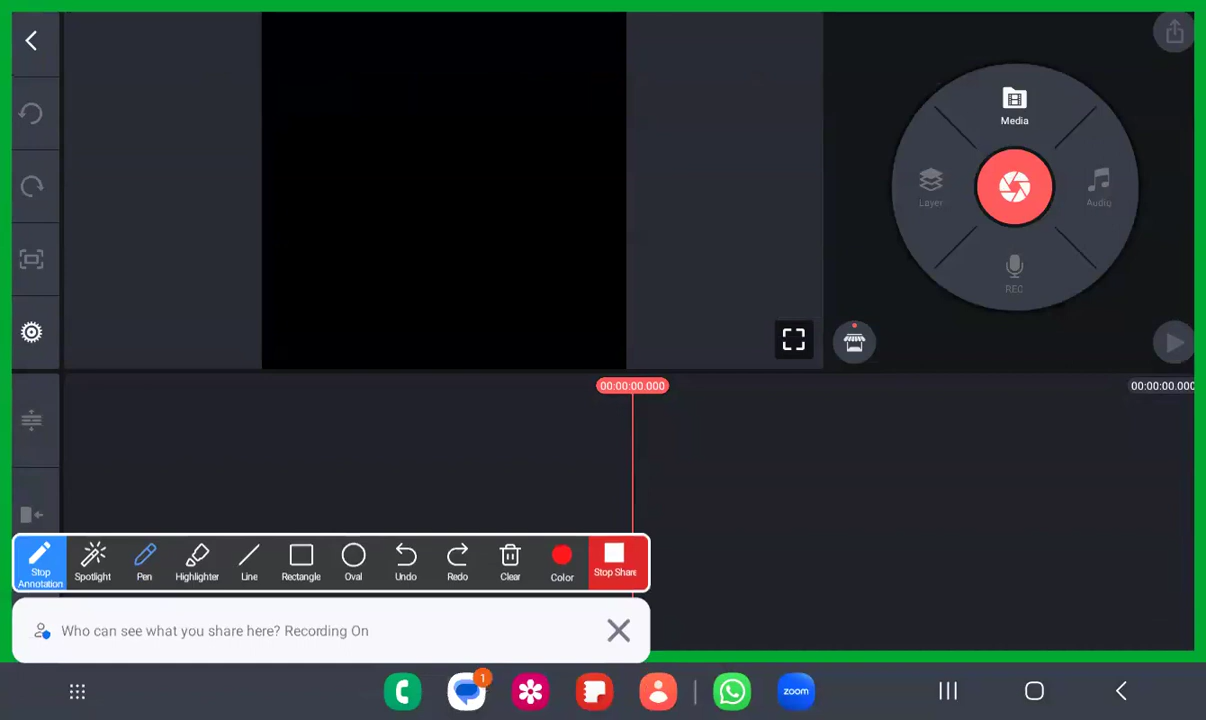 Media
Layer
Audio
REC
00:00:00.000
00:00:00.000
Stop Annotation
Spotlight
Pen
Highlighter
Line
Rectangle
Oval
Undo
Redo
Clear
Color
Stop Share
Who can see what you share here? Recording On
1
zoom